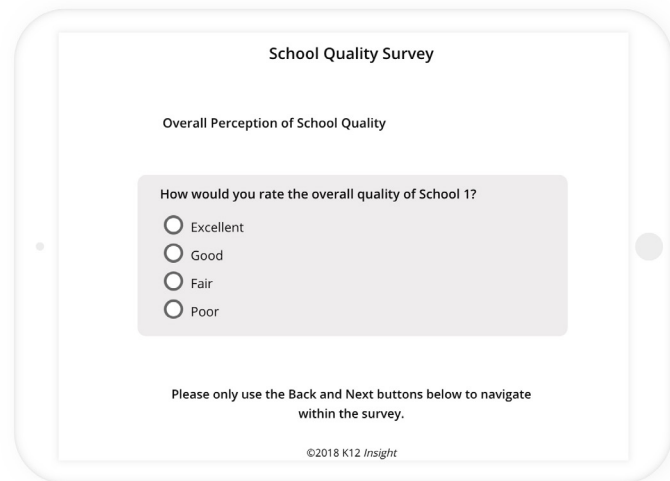 School Quality Survey
Overall Perception of School Quality
How would you rate the overall quality of School 1?
Excellent
Good
Fair
Poor
Please only use the Back and Next buttons below to navigate
within the survey.
©2018 K12 Insight